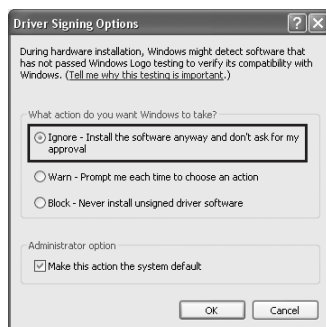 Driver Signing Options
During hardware installation, Windows might detect software that
has not passed Windows Logo testing to verify its compatibility with
Windows. (Tell me why this testing is important.)
What action do you want Windows to take?
Ignore - Install the software anyway and don't ask for my
approval
Warn - Prompt me each time to choose an action
Block - Never install unsigned driver software
Administrator option
Make this action the system default
OK
Cancel